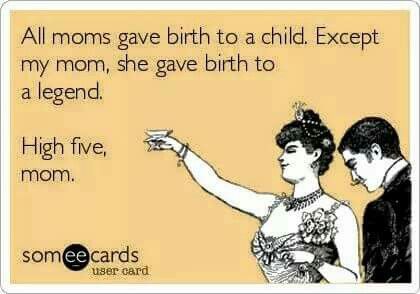 All moms gave birth to a child. Except
my mom, she gave birth to
a legend.
High five,
mom.
someecards
user card